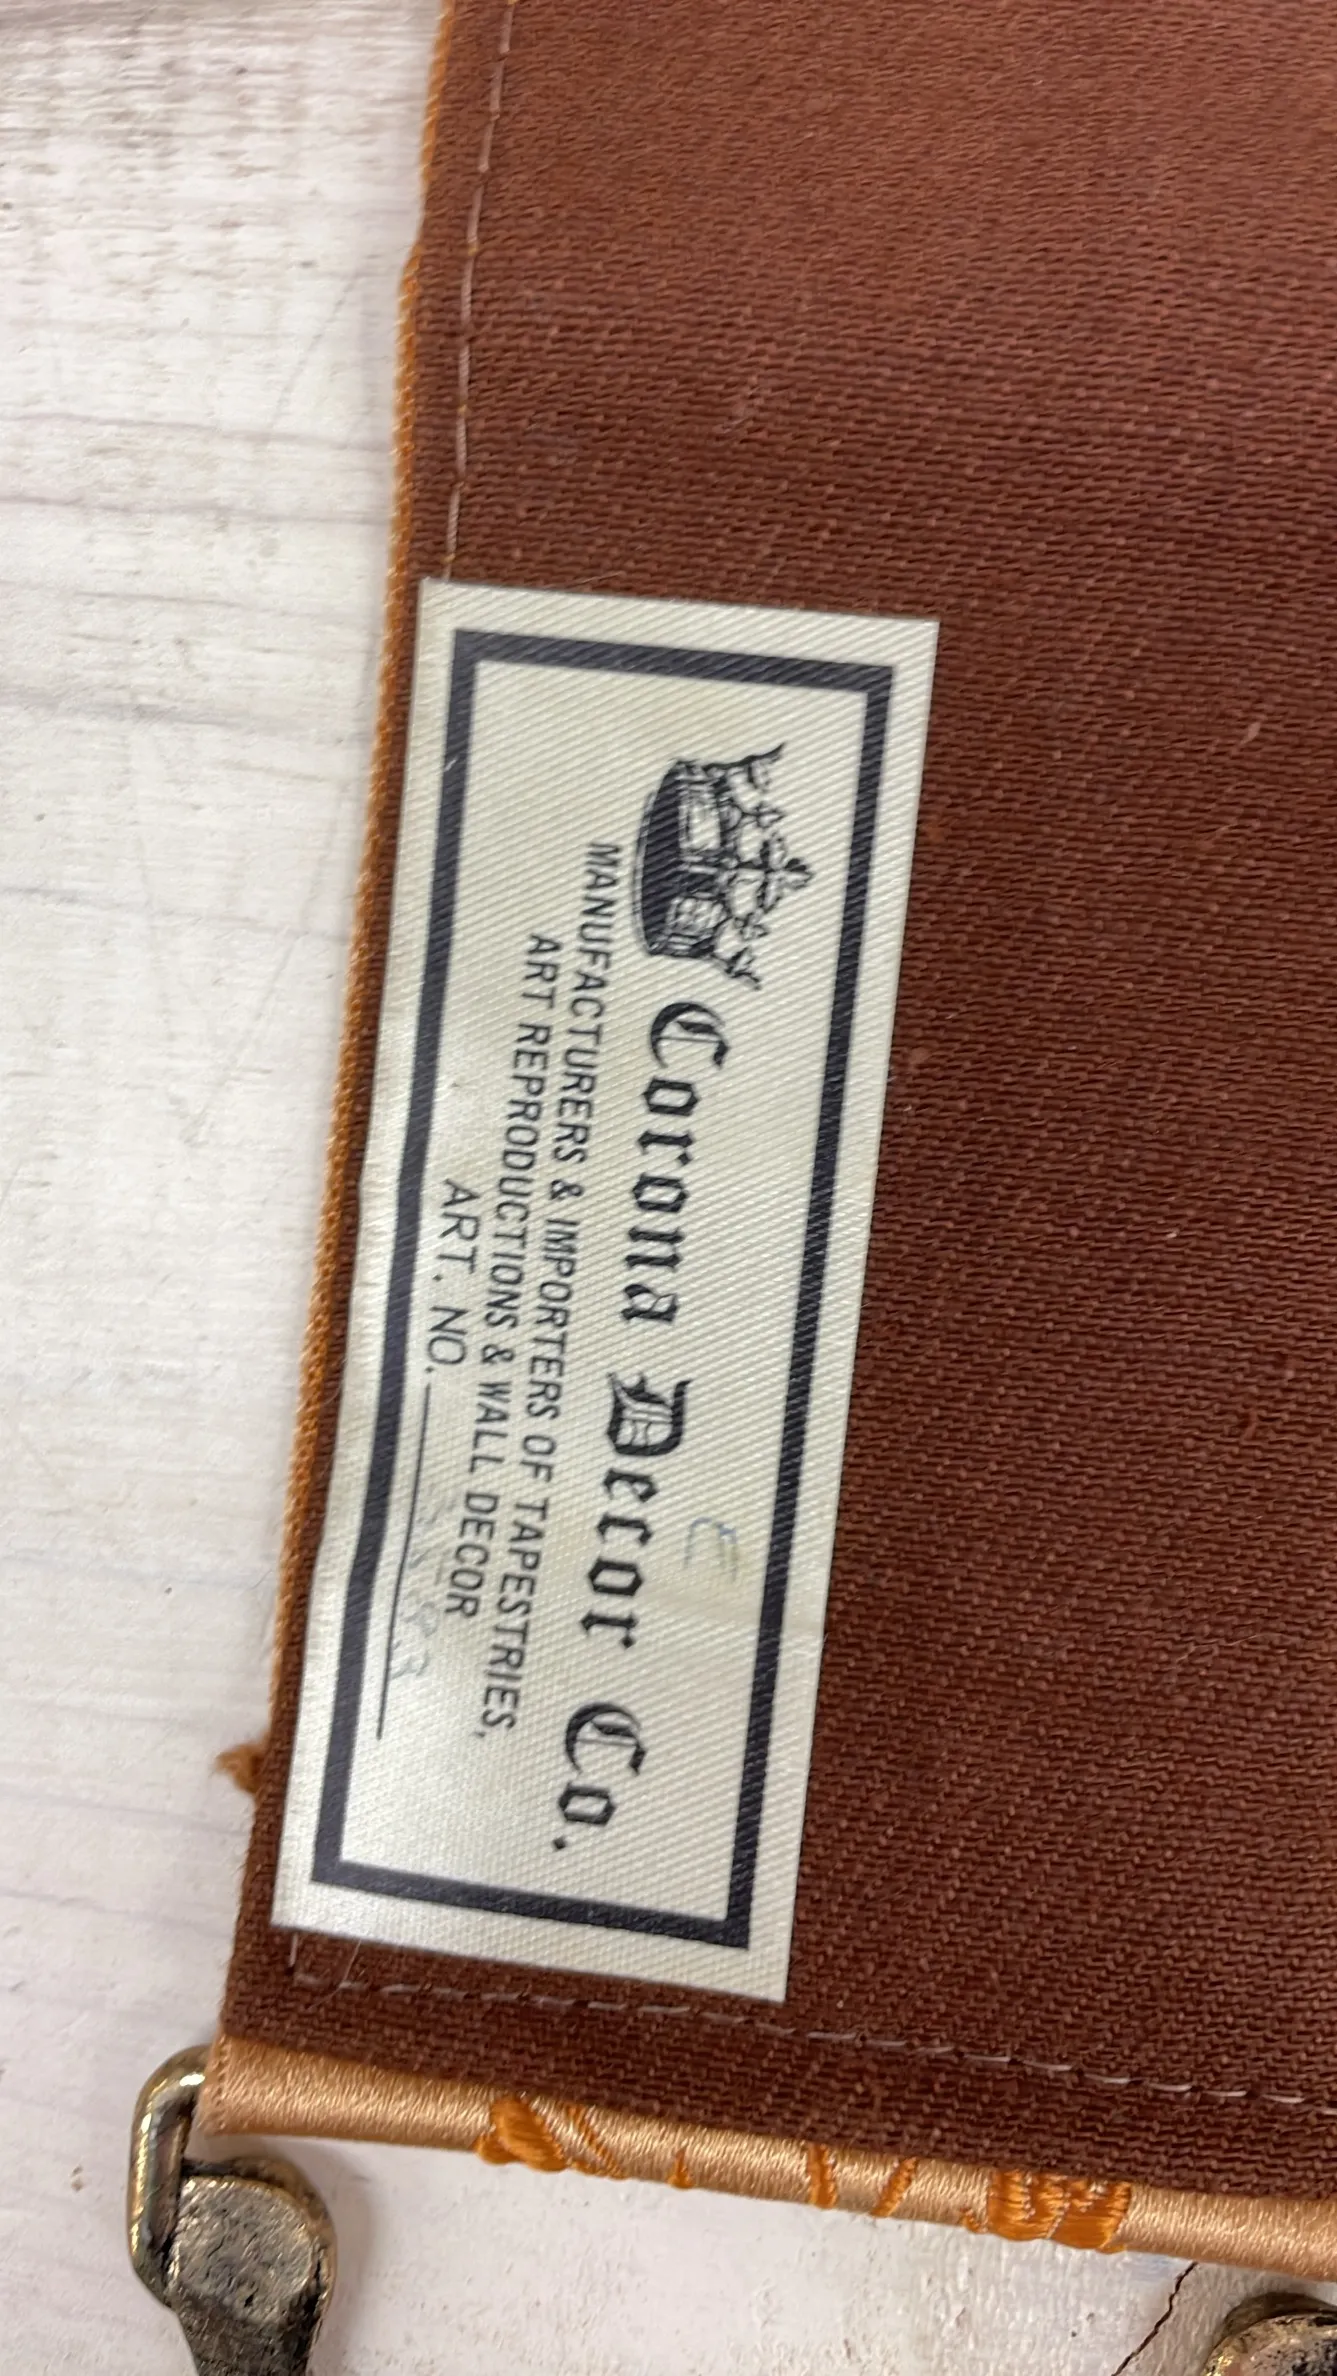 Corona Decor Co.
MANUFACTURERS & IMPORTERS OF TAPESTRIES,
ART REPRODUCTIONS & WALL DECOR
ART. NO.